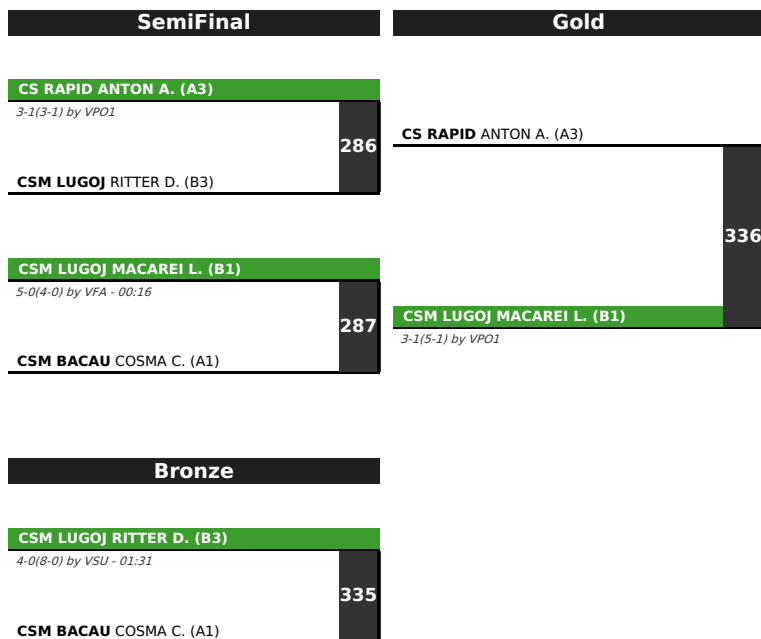 SemiFinal
CS RAPID ANTON A. (A3)
3-1(3-1) by VPO1
286
CSM LUGOJ RITTER D. (B3)
CSM LUGOJ MACAREI L. (B1)
5-0(4-0) by VFA - 00:16
287
CSM BACAU COSMA C. (A1)
Gold
CS RAPID ANTON A. (A3)
336
CSM LUGOJ MACAREI L. (B1)
3-1(5-1) by VPO1
Bronze
CSM LUGOJ RITTER D. (B3)
4-0(8-0) by VSU - 01:31
335
CSM BACAU COSMA C. (A1)